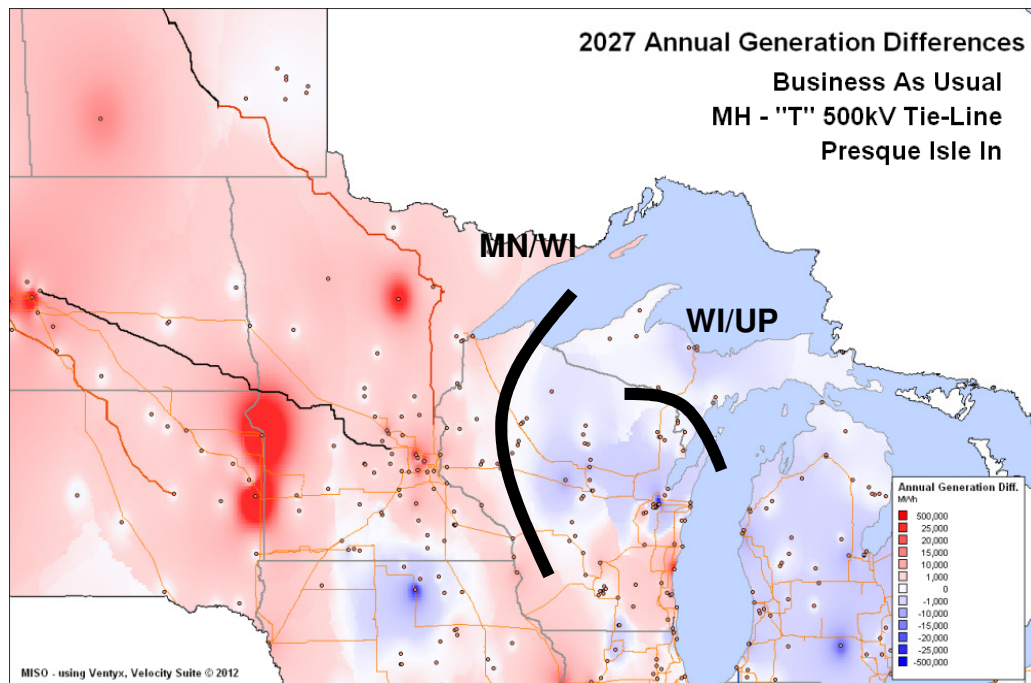 2027 Annual Generation Differences
Business As Usual
MH - "T" 500kV Tie-Line
Presque Isle In
MN/WI
WI/UP
Annual Generation Diff.
MWh
500,000
25,000
20,000
15,000
10,000
1,000
0
-1,000
-10,000
-15,000
-20,000
-25,000
-500,000
MISO - using Ventyx, Velocity Suite © 2012